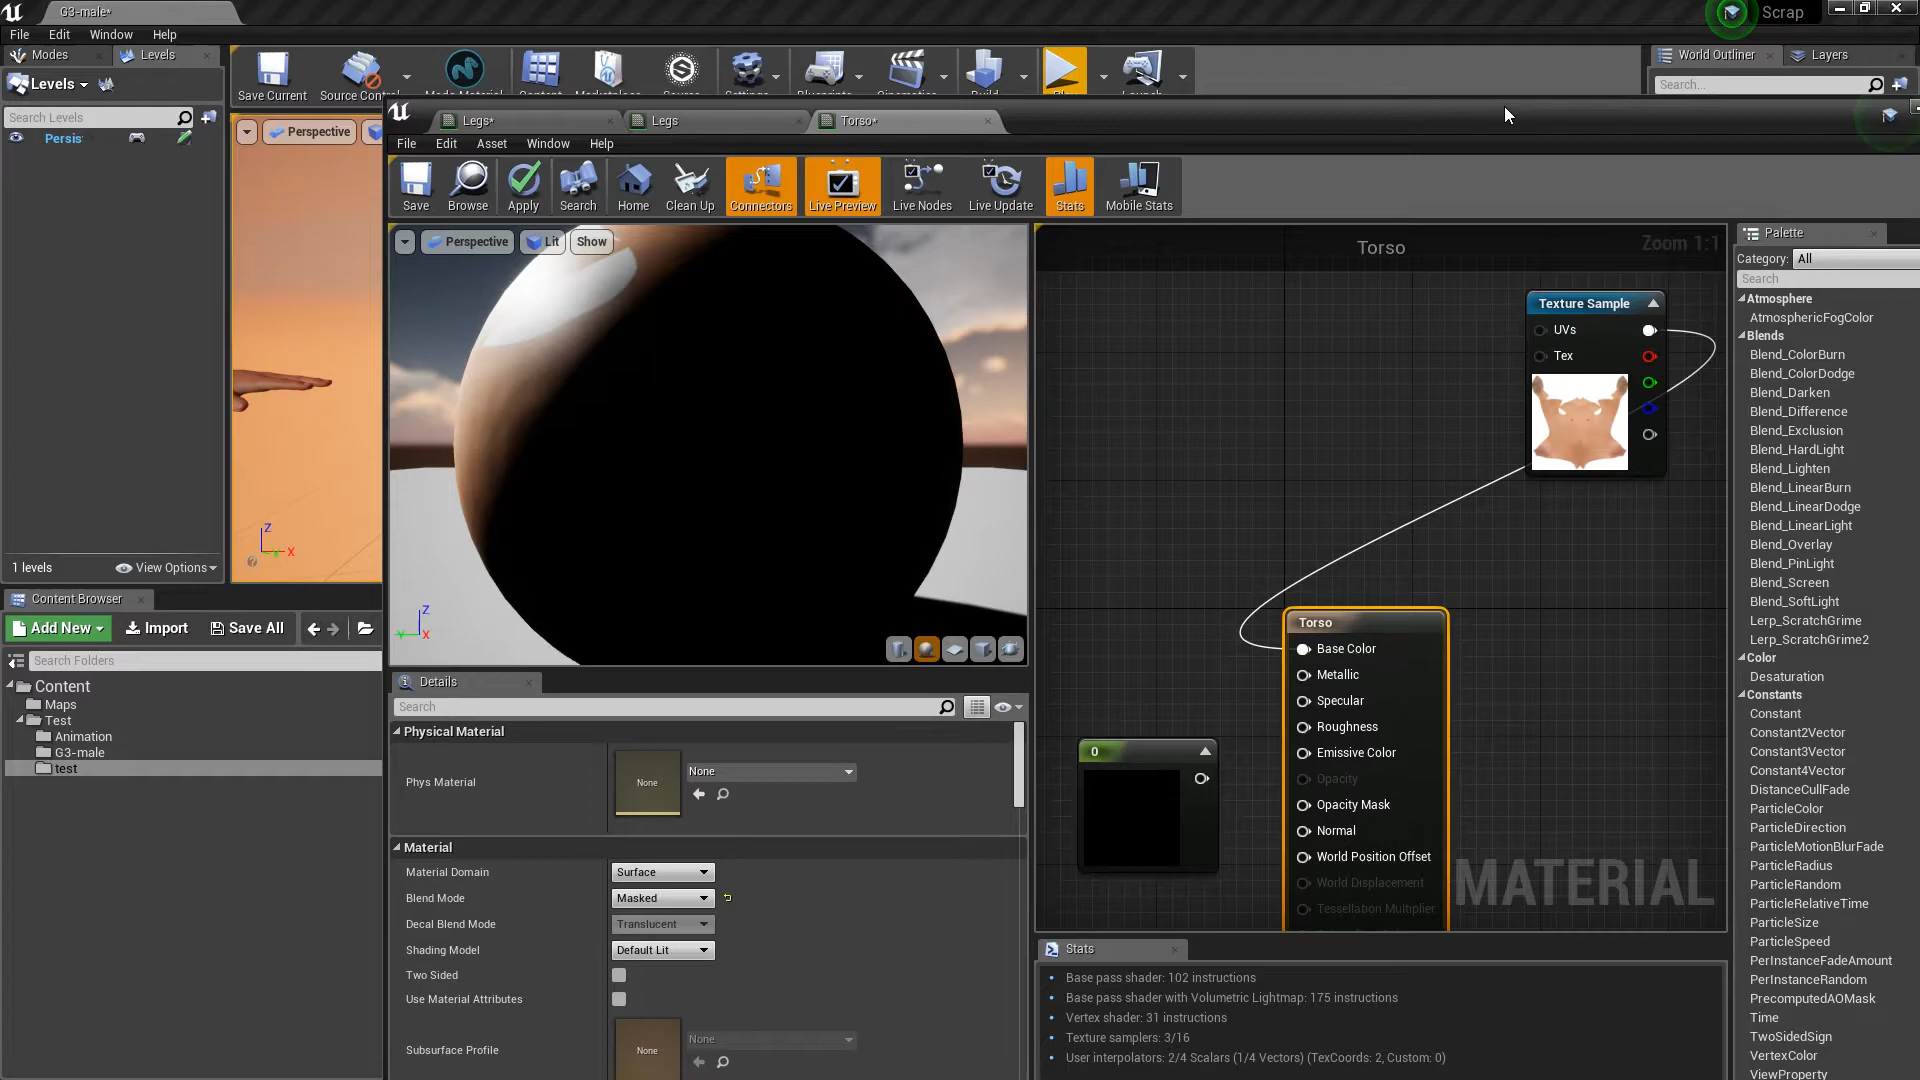 G3-male*
Scrap
File Edit Window Help
Modes
Levels
World Outliner
Layers
Levels
Save Current
Source Contro
Search...
Search Levels
Persis
Perspective
Legs*
Legs
Torso*
File Edit Asset Window Help
Save
Browse
Apply
Search
Home
Clean Up
Connectors
Live Preview
Live Nodes
Live Update
Stats
Mobile Stats
Perspective
Lit
Show
Torso
Zoom 1:1
Palette
Category: All
Search
Atmosphere
AtmosphericFogColor
Blends
Blend_ColorBurn
Blend_ColorDodge
Blend_Darken
Blend_Difference
Blend_Exclusion
Blend_HardLight
Blend_Lighten
Blend_LinearBurn
Blend_LinearDodge
Blend_LinearLight
Blend_Overlay
Blend_PinLight
Blend_Screen
Blend_SoftLight
Lerp_ScratchGrime
Lerp_ScratchGrime2
Color
Desaturation
Constants
Constant
Constant2Vector
Constant3Vector
Constant4Vector
DistanceCullFade
ParticleColor
ParticleDirection
ParticleMotionBlurFade
ParticleRadius
ParticleRandom
ParticleRelativeTime
ParticleSize
ParticleSpeed
PerInstanceFadeAmount
PerInstanceRandom
PrecomputedAOMask
Time
TwoSidedSign
VertexColor
ViewProperty
Texture Sample
UVs
Tex
Torso
Base Color
Metallic
Specular
Roughness
Emissive Color
Opacity
Opacity Mask
Normal
World Position Offset
World Displacement
Tessellation Multiplier
0
MATERIAL
Z
X
Y
1 levels
View Options
Content Browser
Add New
Import
Save All
Search Folders
Content
Maps
Test
Animation
G3-male
test
Z
Y
X
Details
Search
Physical Material
Phys Material
None
None
Material
Material Domain
Surface
Blend Mode
Masked
Decal Blend Mode
Translucent
Shading Model
Default Lit
Two Sided
Use Material Attributes
Subsurface Profile
None
None
Stats
Base pass shader: 102 instructions
Base pass shader with Volumetric Lightmap: 175 instructions
Vertex shader: 31 instructions
Texture samplers: 3/16
User interpolators: 2/4 Scalars (1/4 Vectors) (TexCoords: 2, Custom: 0)